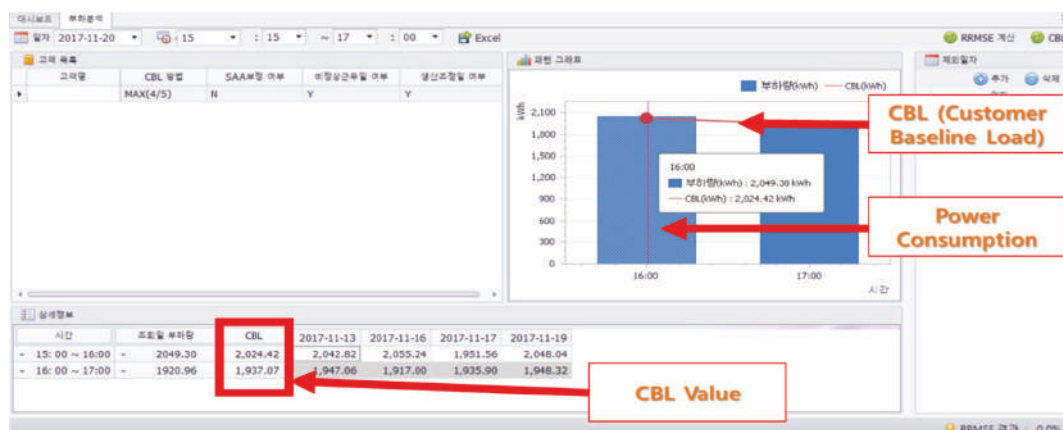 대시보드 부하분석
일자 2017-11-20 15 : 15 ~ 17 : 00 Excel RRMSE 계산 CBL
고객 목록
고객명 CBL 방법 SAA보정 여부 비정상근무일 여부 생산조정일 여부
MAX(4/5) N Y Y
패턴 그래프
부하량(kWh) CBL(kWh)
kWh
2,100
1,800
1,500
1,200
900
600
300
0
16:00
부하량(kWh) : 2,049.30 kWh
CBL(kWh) : 2,024.42 kWh
16:00 17:00
시간
제외일자
추가 삭제
CBL (Customer
Baseline Load)
Power
Consumption
상세정보
시간 조회일 부하량 CBL 2017-11-13 2017-11-16 2017-11-17 2017-11-19
15: 00 ~ 16:00 2049.30 2,024.42 2,042.82 2,055.24 1,951.56 2,048.04
16: 00 ~ 17:00 1920.96 1,937.07 1,947.06 1,917.00 1,935.90 1,948.32
CBL Value
RRMSE 결과 0.0%